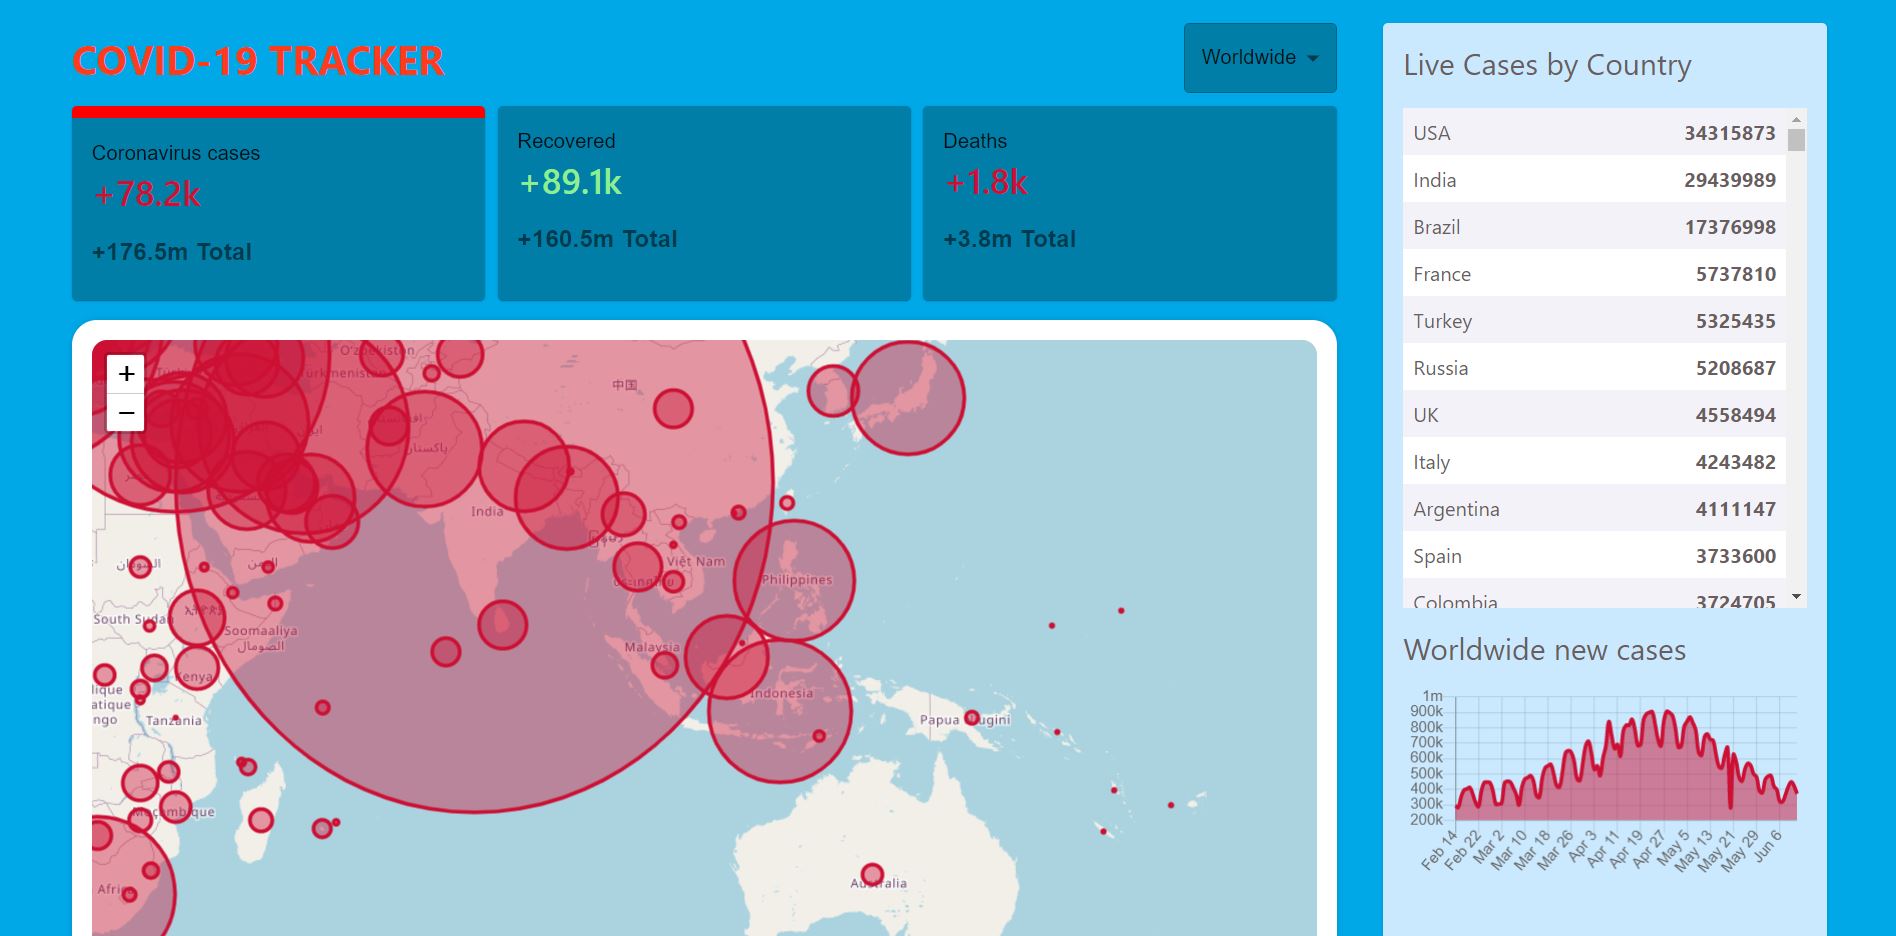 COVID-19 TRACKER
Worldwide
Coronavirus cases
+78.2k
+176.5m Total
Recovered
+89.1k
+160.5m Total
Deaths
+1.8k
+3.8m Total
+
−
O'zbekiston
Türkmenistan
中国
ایران
پاکستان
India
السودان
اليمن
Việt Nam
Philippines
South Sudan
Soomaaliya
الصومال
Malaysia
Kenya
Indonesia
Tanzania
Papua Niugini
Moçambique
Australia
Live Cases by Country
USA 34315873
India 29439989
Brazil 17376998
France 5737810
Turkey 5325435
Russia 5208687
UK 4558494
Italy 4243482
Argentina 4111147
Spain 3733600
Colombia 3724705
Worldwide new cases
1m
900k
800k
700k
600k
500k
400k
300k
200k
Feb 14
Feb 22
Mar 2
Mar 10
Mar 18
Mar 26
Apr 3
Apr 11
Apr 19
Apr 27
May 5
May 13
May 21
May 29
Jun 6